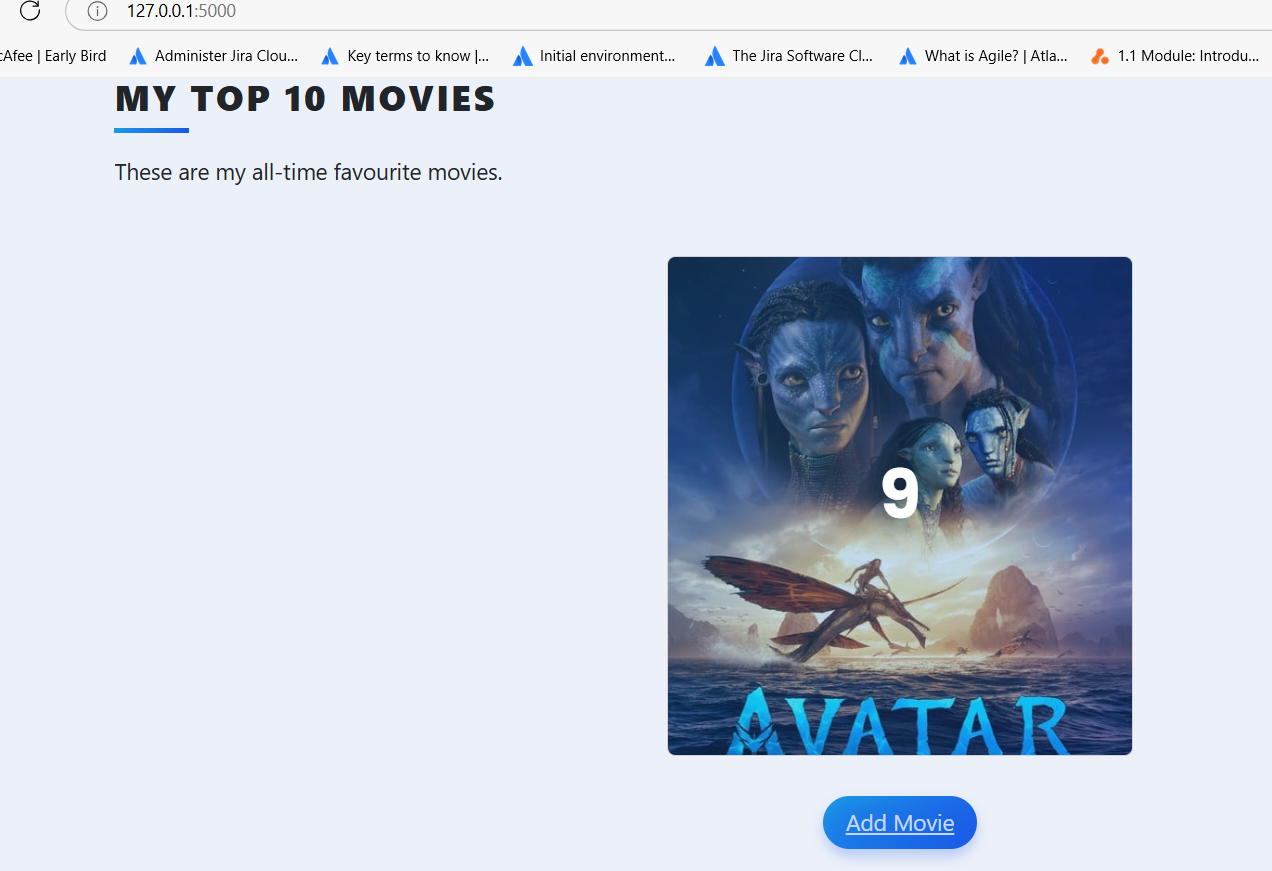 127.0.0.1:5000
cAfee | Early Bird
Administer Jira Clou...
Key terms to know |...
Initial environment...
The Jira Software Cl...
What is Agile? | Atla...
1.1 Module: Introdu...
MY TOP 10 MOVIES
These are my all-time favourite movies.
9
AVATAR
Add Movie